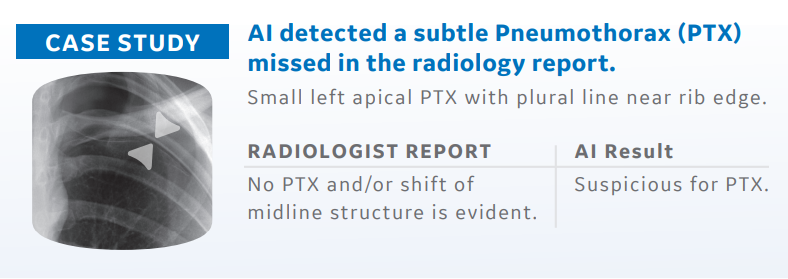 CASE STUDY
AI detected a subtle Pneumothorax (PTX)
missed in the radiology report.
Small left apical PTX with plural line near rib edge.
RADIOLOGIST REPORT
No PTX and/or shift of
midline structure is evident.
AI Result
Suspicious for PTX.